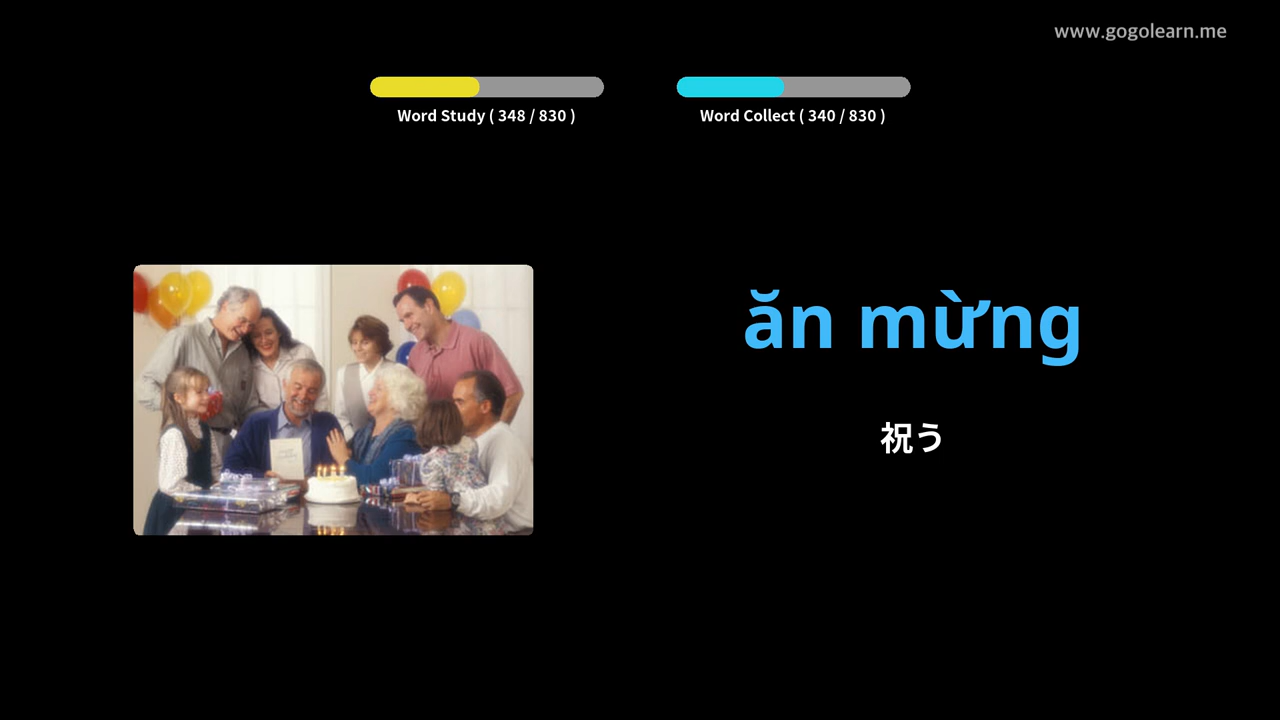 www.gogolearn.me
Word Study ( 348 / 830 )
Word Collect ( 340 / 830 )
ăn mừng
祝う